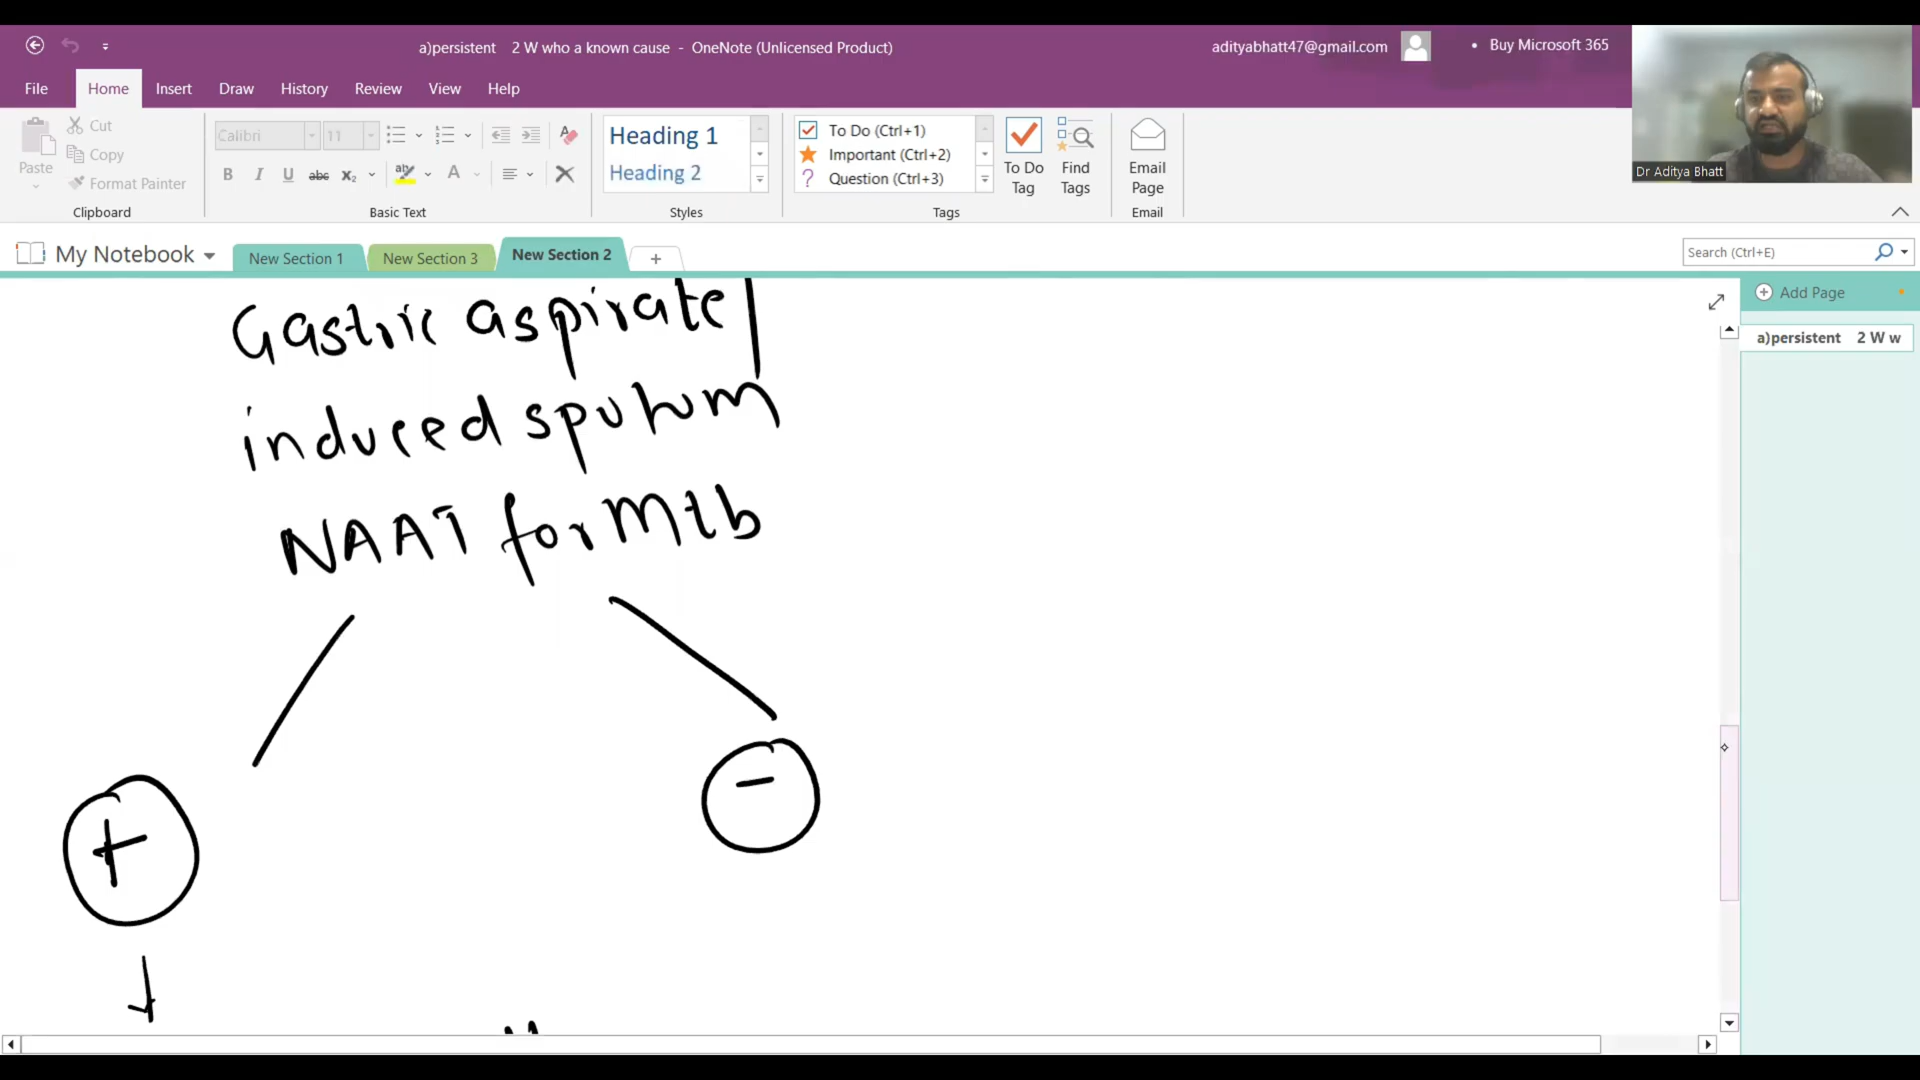 a)persistent 2 W who a known cause - OneNote (Unlicensed Product)
adityabhatt47@gmail.com
Buy Microsoft 365
File Home Insert Draw History Review View Help
Paste
Cut
Copy
Format Painter
Clipboard
Calibri 11
B I U abc X₂ A
Basic Text
Heading 1
Heading 2
Styles
To Do (Ctrl+1)
Important (Ctrl+2)
Question (Ctrl+3)
To Do Tag
Find Tags
Tags
Email Page
Email
Dr Aditya Bhatt
My Notebook
New Section 1
New Section 3
New Section 2
Search (Ctrl+E)
Add Page
a)persistent 2 W w
Gastric aspirate/
induced sputum
NAAT for Mtb
+
-